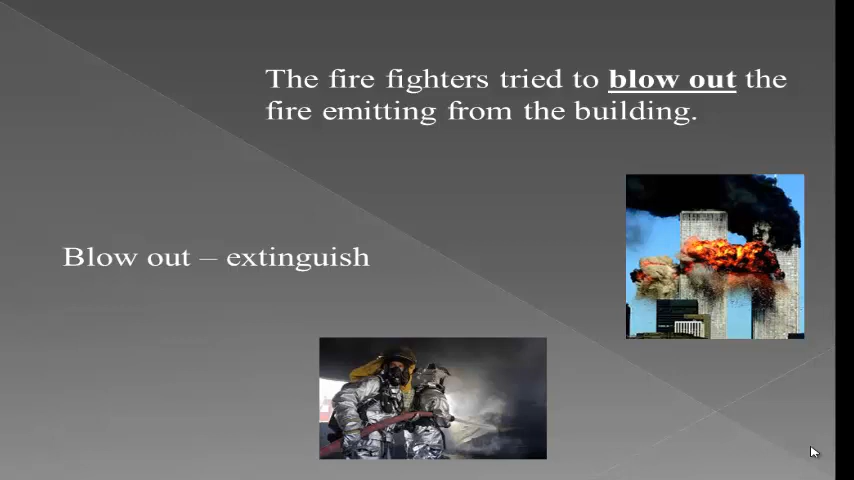 The fire fighters tried to blow out the
fire emitting from the building.
Blow out – extinguish